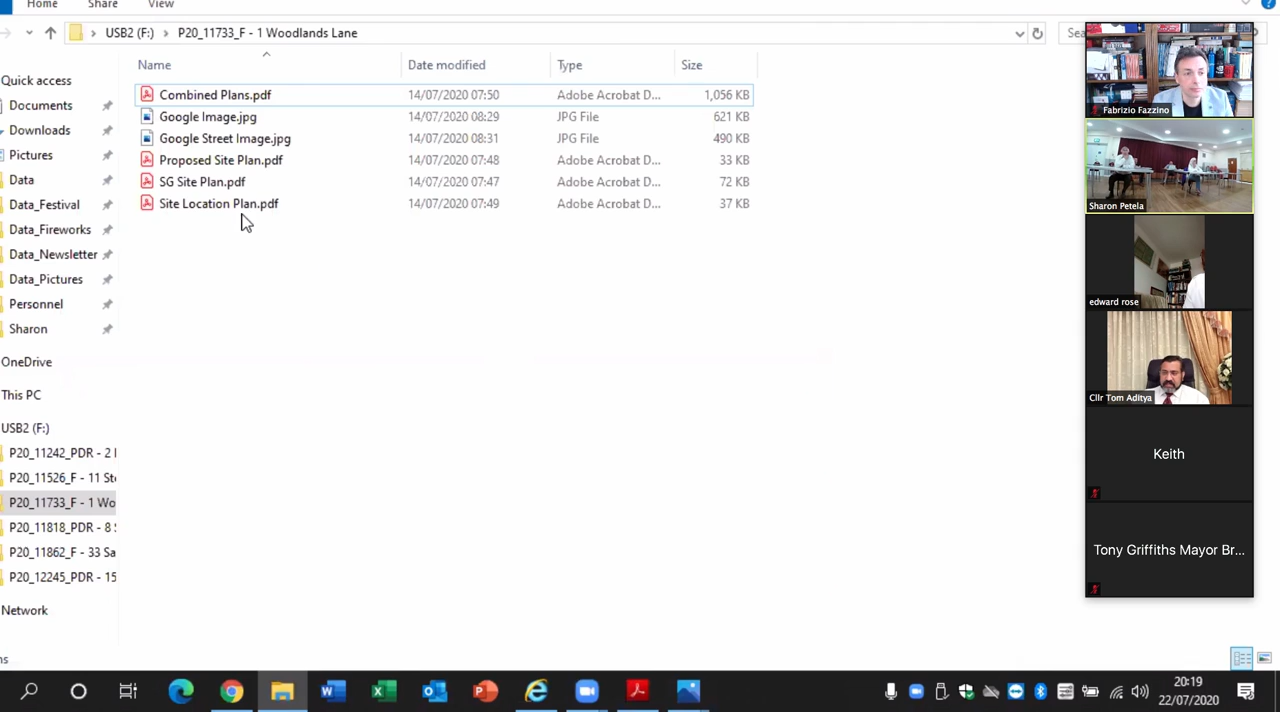 Home Share View
USB2 (F:) > P20_11733_F - 1 Woodlands Lane
Sea
Name Date modified Type Size
Combined Plans.pdf 14/07/2020 07:50 Adobe Acrobat D... 1,056 KB
Google Image.jpg 14/07/2020 08:29 JPG File 621 KB
Google Street Image.jpg 14/07/2020 08:31 JPG File 490 KB
Proposed Site Plan.pdf 14/07/2020 07:48 Adobe Acrobat D... 33 KB
SG Site Plan.pdf 14/07/2020 07:47 Adobe Acrobat D... 72 KB
Site Location Plan.pdf 14/07/2020 07:49 Adobe Acrobat D... 37 KB
Quick access
Documents
Downloads
Pictures
Data
Data_Festival
Data_Fireworks
Data_Newsletter
Data_Pictures
Personnel
Sharon
OneDrive
This PC
USB2 (F:)
P20_11242_PDR - 2
P20_11526_F - 11 Ste
P20_11733_F - 1 Wo
P20_11818_PDR - 8
P20_11862_F - 33 Sa
P20_12245_PDR - 15
Network
ns
Fabrizio Fazzino
Sharon Petela
edward rose
Cllr Tom Aditya
Keith
Tony Griffiths Mayor Br...
20:19
22/07/2020